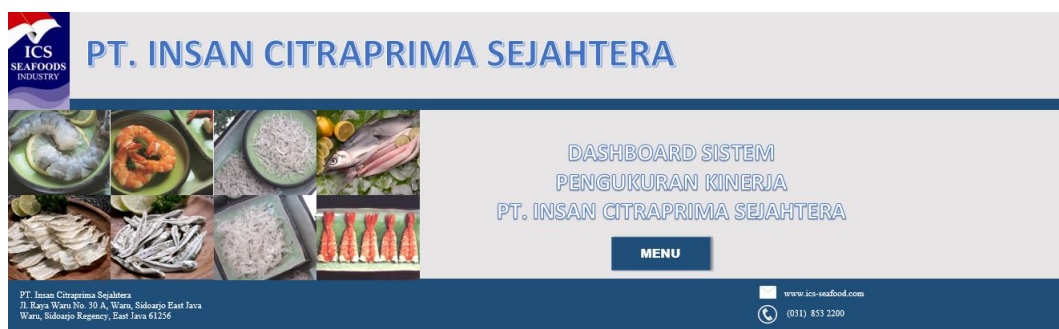 ICS
SEAFOODS
INDUSTRY
PT. INSAN CITRAPRIMA SEJAHTERA
DASHBOARD SISTEM
PENGUKURAN KINERJA
PT. INSAN CITRAPRIMA SEJAHTERA
MENU
PT. Insan Citraprima Sejahtera
Jl. Raya Waru No. 30 A, Waru, Sidoarjo East Java
Waru, Sidoarjo Regency, East Java 61256
www.ics-seafood.com
(031) 853 2200